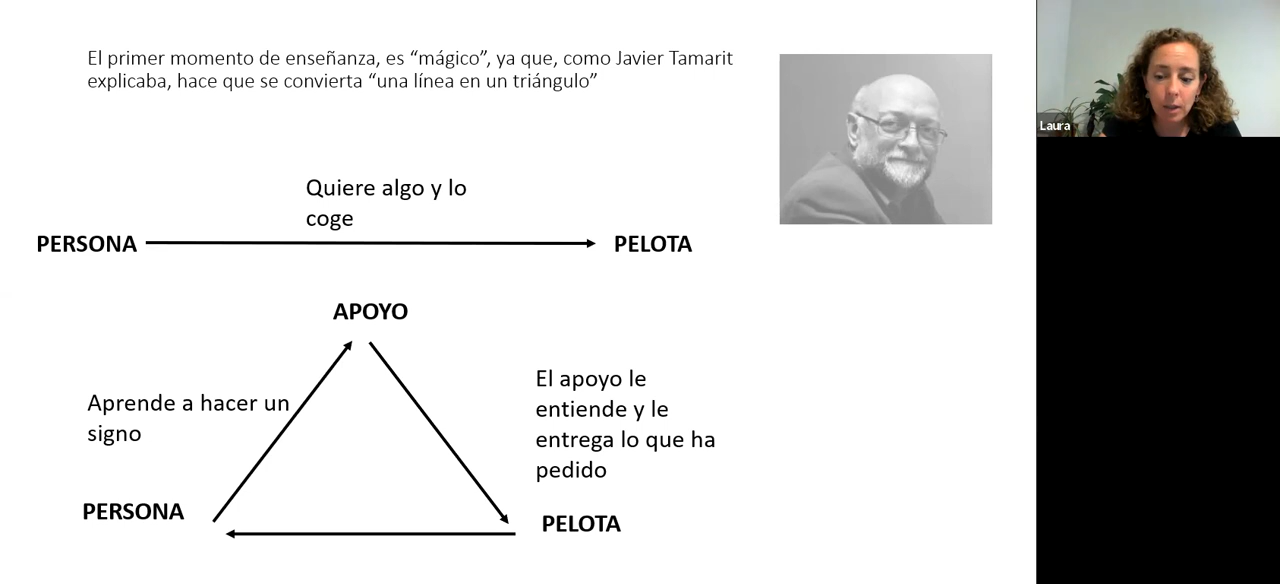 El primer momento de enseñanza, es “mágico”, ya que, como Javier Tamarit
explicaba, hace que se convierta “una línea en un triángulo”
Laura
Quiere algo y lo
coge
PERSONA
PELOTA
APOYO
Aprende a hacer un
signo
El apoyo le
entiende y le
entrega lo que ha
pedido
PERSONA
PELOTA